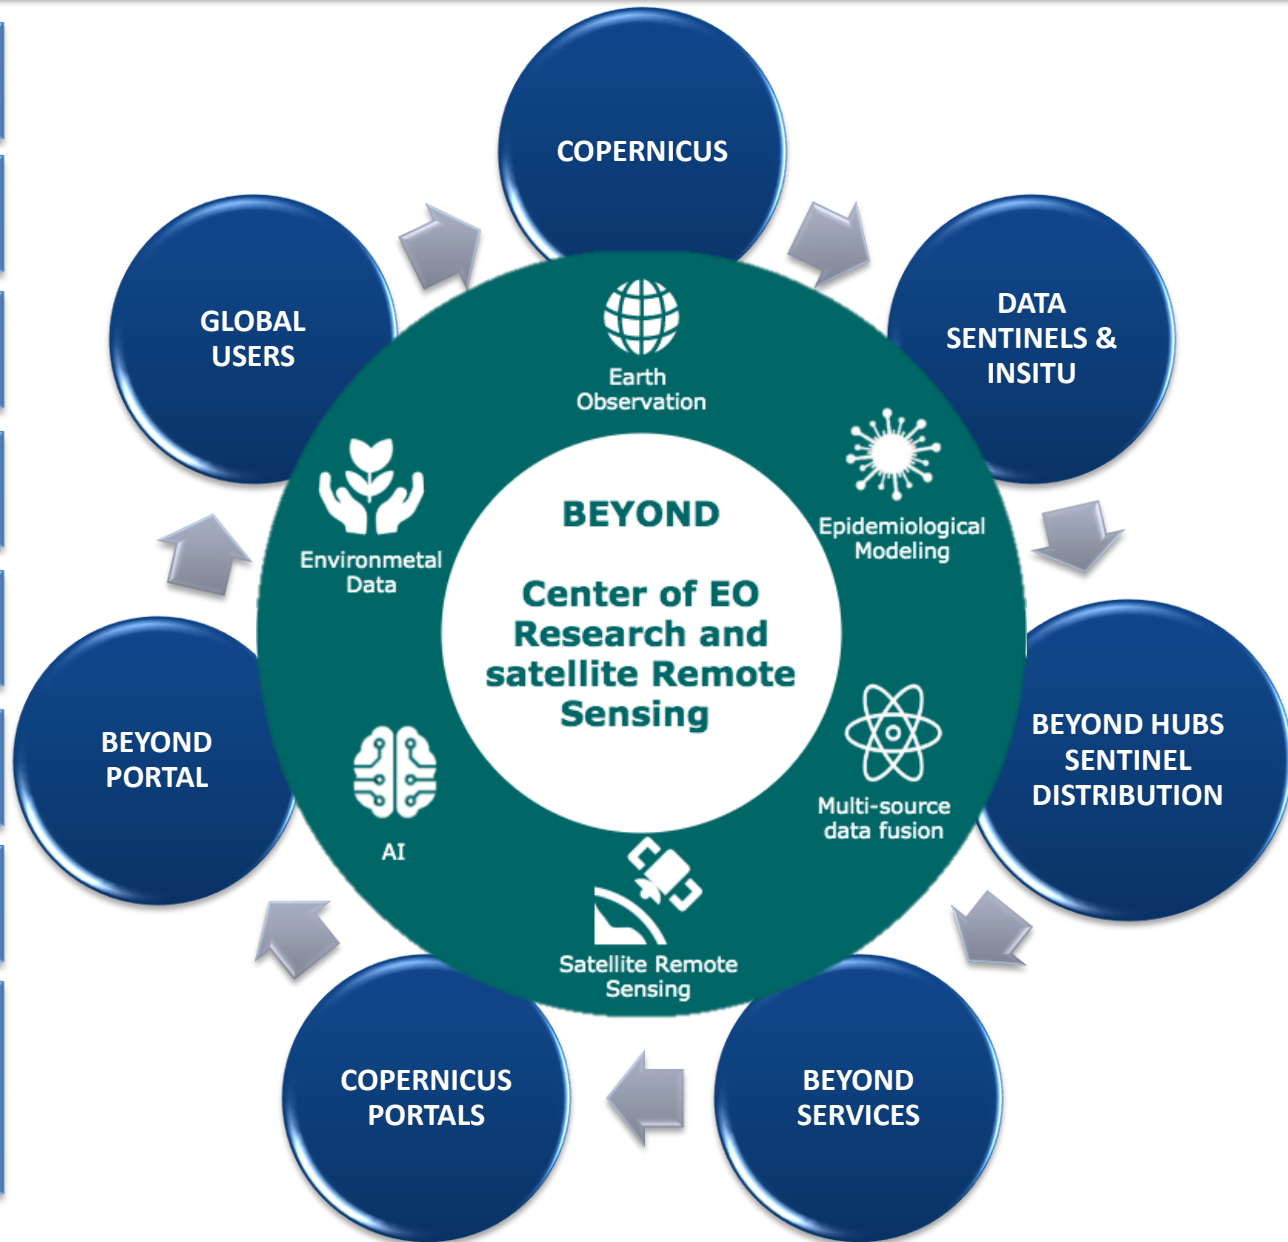 COPERNICUS
DATA
SENTINELS &
INSITU
BEYOND HUBS
SENTINEL
DISTRIBUTION
BEYOND
SERVICES
COPERNICUS
PORTALS
BEYOND
PORTAL
GLOBAL
USERS
Earth
Observation
Epidemiological
Modeling
Multi-source
data fusion
Satellite Remote
Sensing
AI
Environmetal
Data
BEYOND
Center of EO
Research and
satellite Remote
Sensing